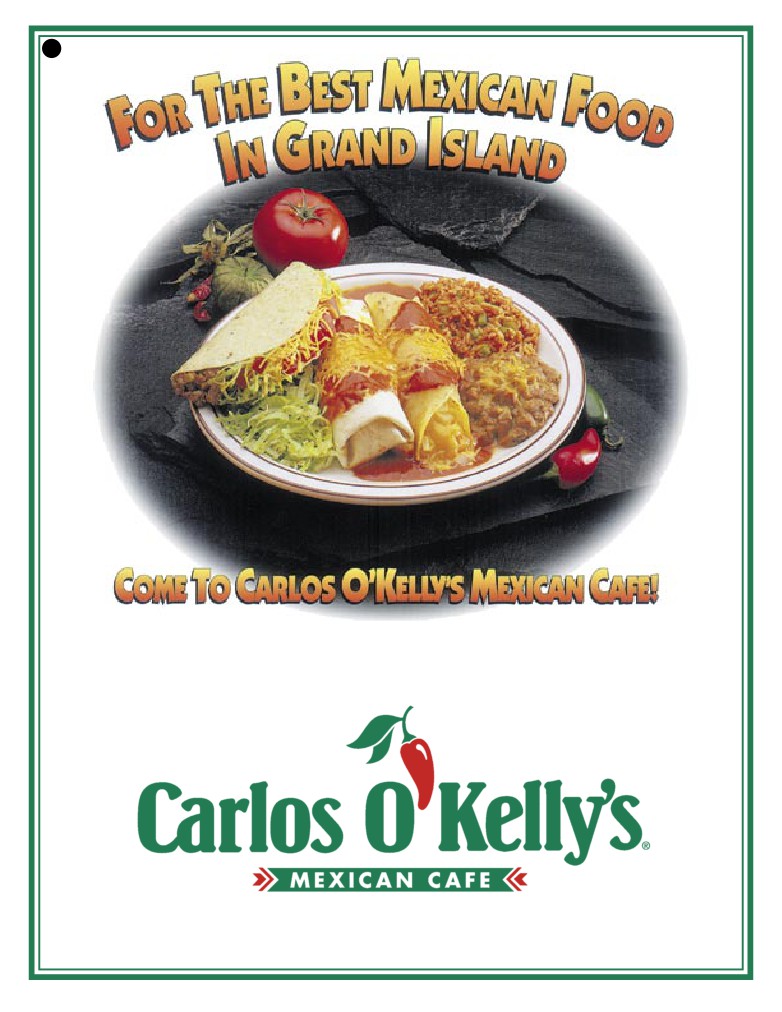 FOR THE BEST MEXICAN FOOD
IN GRAND ISLAND
COME TO CARLOS O'KELLY'S MEXICAN CAFE!
Carlos O'Kelly's®
MEXICAN CAFE